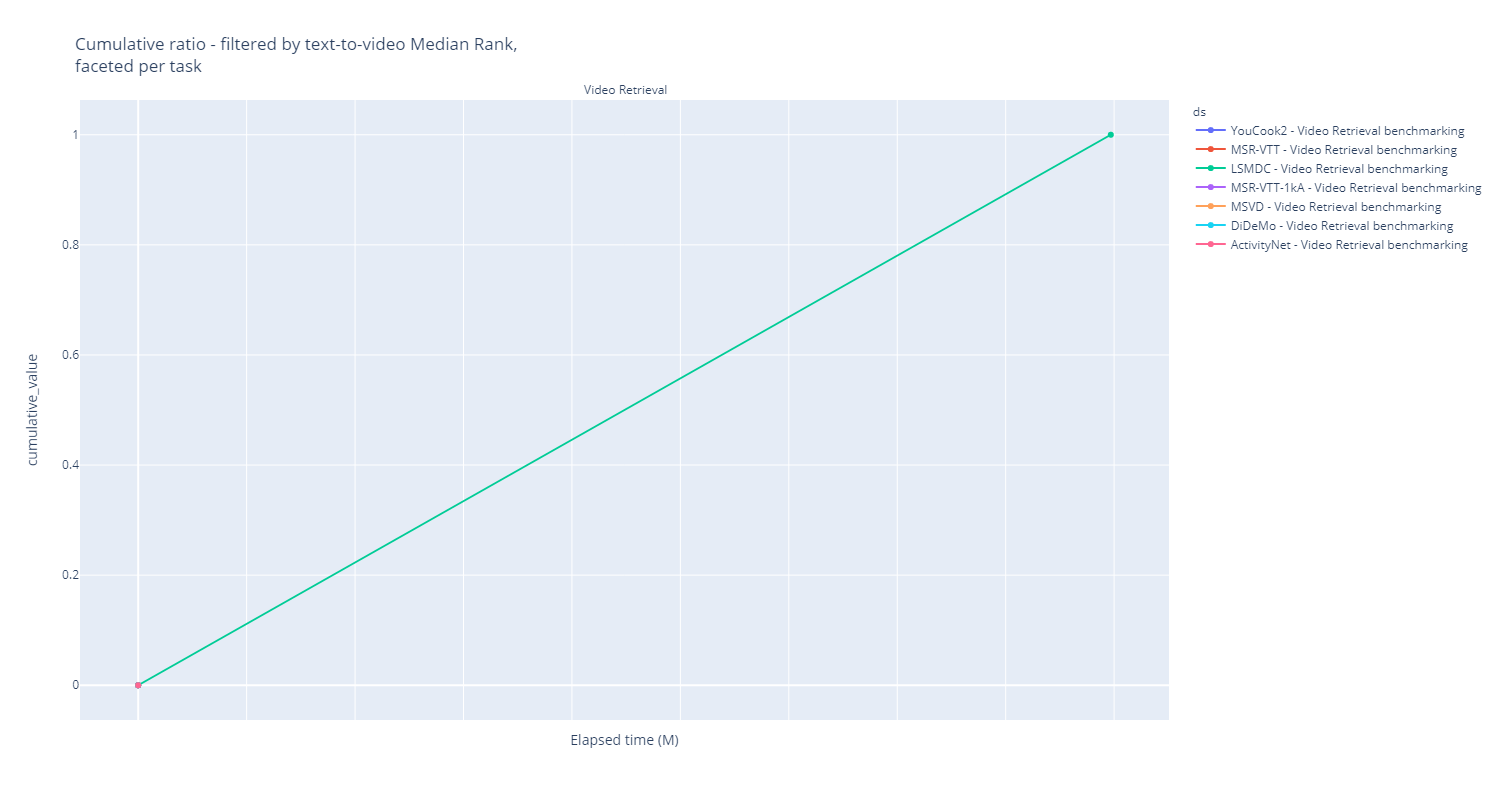 Cumulative ratio - filtered by text-to-video Median Rank,
faceted per task
Video Retrieval
ds
YouCook2 - Video Retrieval benchmarking
MSR-VTT - Video Retrieval benchmarking
LSMDC - Video Retrieval benchmarking
MSR-VTT-1kA - Video Retrieval benchmarking
MSVD - Video Retrieval benchmarking
DiDeMo - Video Retrieval benchmarking
ActivityNet - Video Retrieval benchmarking
1
0.8
0.6
0.4
0.2
0
cumulative_value
Elapsed time (M)